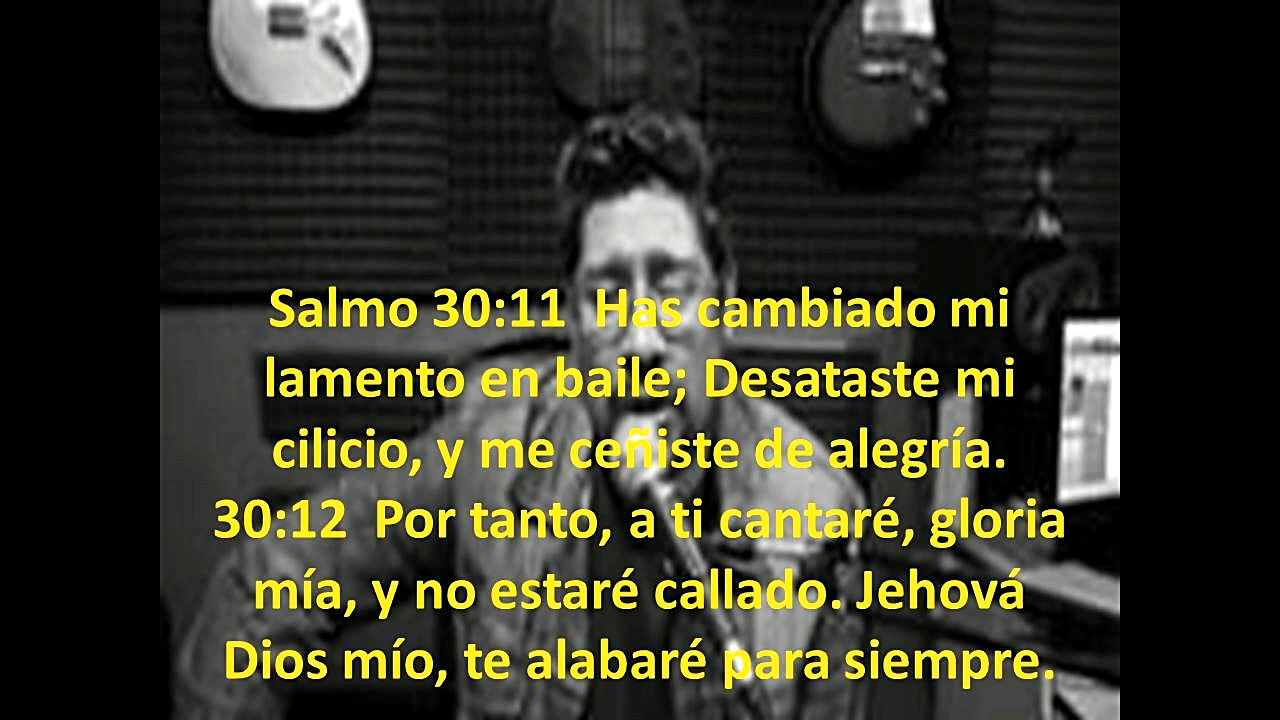 Salmo 30:11  Has cambiado mi
lamento en baile; Desataste mi
cilicio, y me ceñiste de alegría.
30:12  Por tanto, a ti cantaré, gloria
mía, y no estaré callado. Jehová
Dios mío, te alabaré para siempre.